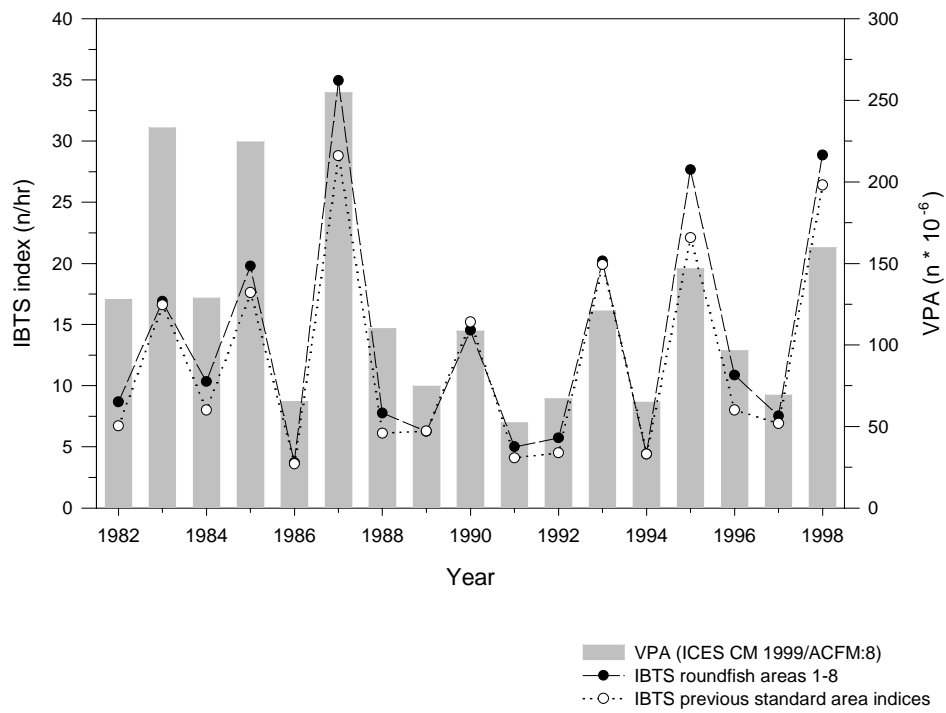 40
35
30
25
20
15
10
5
0
IBTS index (n/hr)
300
250
200
150
100
50
0
VPA (n * 10^-6)
1982 1984 1986 1988 1990 1992 1994 1996 1998
Year
VPA (ICES CM 1999/ACFM:8)
IBTS roundfish areas 1-8
IBTS previous standard area indices